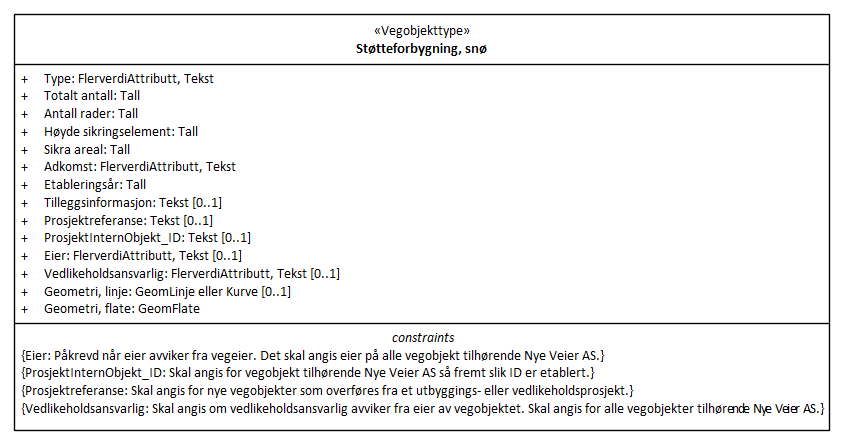 «Vegobjekttype»
Støtteforbygning, snø
+ Type: FlerverdiAttributt, Tekst
+ Totalt antall: Tall
+ Antall rader: Tall
+ Høyde sikringselement: Tall
+ Sikra areal: Tall
+ Adkomst: FlerverdiAttributt, Tekst
+ Etableringsår: Tall
+ Tilleggsinformasjon: Tekst [0..1]
+ Prosjektreferanse: Tekst [0..1]
+ ProsjektInternObjekt_ID: Tekst [0..1]
+ Eier: FlerverdiAttributt, Tekst [0..1]
+ Vedlikeholdsansvarlig: FlerverdiAttributt, Tekst [0..1]
+ Geometri, linje: GeomLinje eller Kurve [0..1]
+ Geometri, flate: GeomFlate
constraints
{Eier: Påkrevd når eier avviker fra vegeier. Det skal angis eier på alle vegobjekt tilhørende Nye Veier AS.}
{ProsjektInternObjekt_ID: Skal angis for vegobjekt tilhørende Nye Veier AS så fremt slik ID er etablert.}
{Prosjektreferanse: Skal angis for nye vegobjekter som overføres fra et utbyggings- eller vedlikeholdsprosjekt.}
{Vedlikeholdsansvarlig: Skal angis om vedlikeholdsansvarlig avviker fra eier av vegobjektet. Skal angis for alle vegobjekter tilhørende Nye Veier AS.}